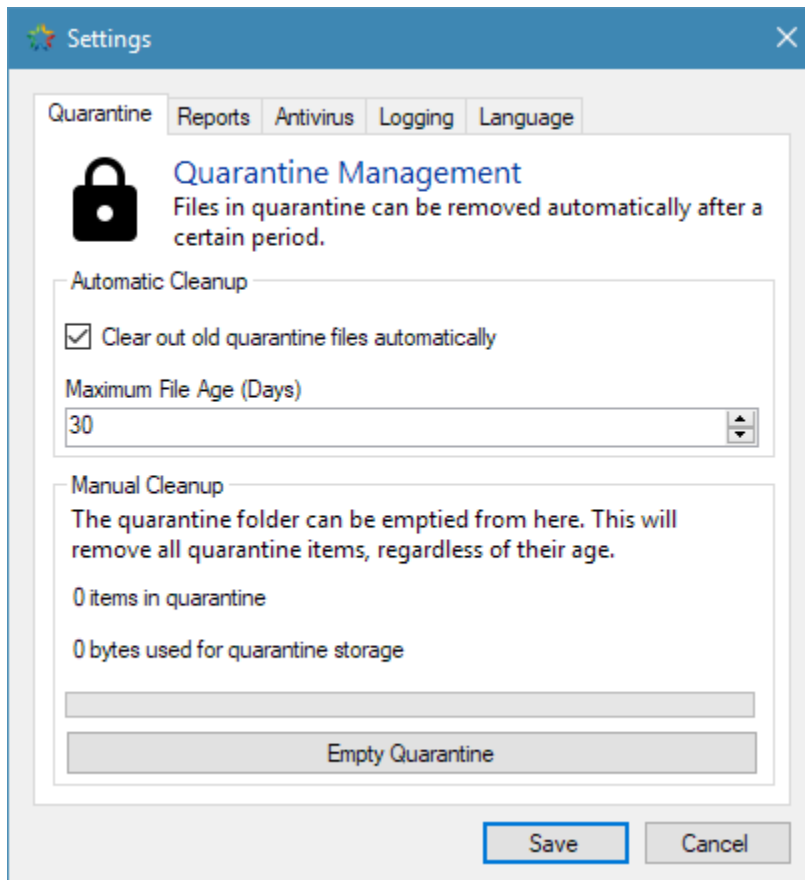 Settings
Quarantine Reports Antivirus Logging Language
Quarantine Management
Files in quarantine can be removed automatically after a
certain period.
Automatic Cleanup
Clear out old quarantine files automatically
Maximum File Age (Days)
30
Manual Cleanup
The quarantine folder can be emptied from here. This will
remove all quarantine items, regardless of their age.
0 items in quarantine
0 bytes used for quarantine storage
Empty Quarantine
Save Cancel